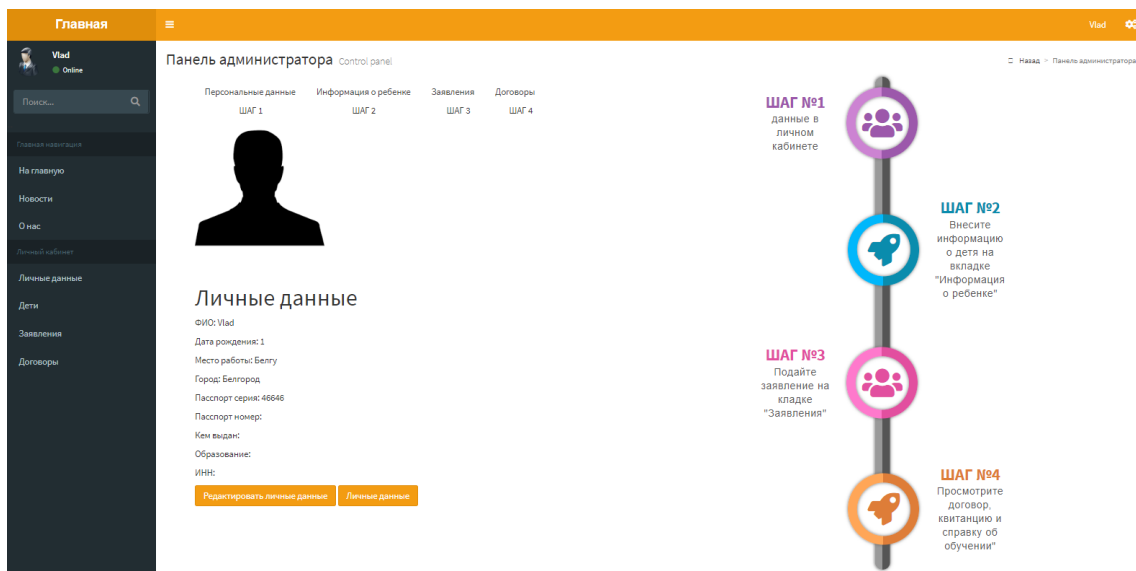 Главная
Vlad
Vlad
Online
Поиск...
Главная навигация
На главную
Новости
О нас
Личный кабинет
Личные данные
Дети
Заявления
Договоры
Панель администратора Control panel
Назад > Панель администратора
Персональные данные Информация о ребенке Заявления Договоры
ШАГ 1 ШАГ 2 ШАГ 3 ШАГ 4
Личные данные
ФИО: Vlad
Дата рождения: 1
Место работы: Белгу
Город: Белгород
Пасспорт серия: 46646
Пасспорт номер:
Кем выдан:
Образование:
ИНН:
Редактировать личные данные Личные данные
ШАГ №1
данные в
личном
кабинете
ШАГ №2
Внесите
информацию
о детя на
вкладке
"Информация
о ребенке"
ШАГ №3
Подайте
заявление на
кладке
"Заявления"
ШАГ №4
Просмотрите
договор,
квитанцию и
справку об
обучении"